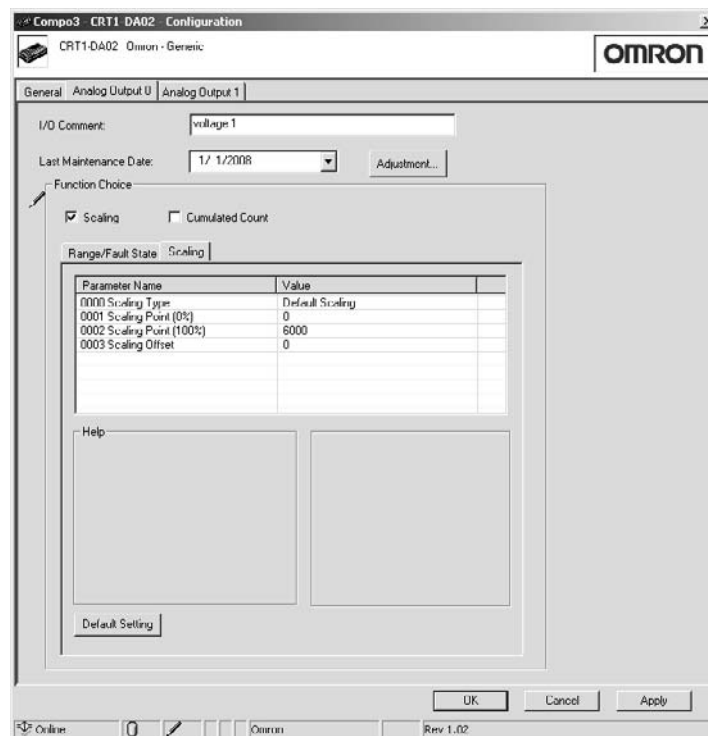 Compo3 - CRT1-DA02 - Configuration
CRT1-DA02 Omron - Generic
OMRON
General Analog Output 0 Analog Output 1
I/O Comment: voltage 1
Last Maintenance Date: 1/ 1/2008 Adjustment...
Function Choice
Scaling Cumulated Count
Range/Fault State Scaling
Parameter Name Value
0000 Scaling Type Default Scaling
0001 Scaling Point (0%) 0
0002 Scaling Point (100%) 6000
0003 Scaling Offset 0
Help
Default Setting
OK Cancel Apply
Online Omron Rev 1.02